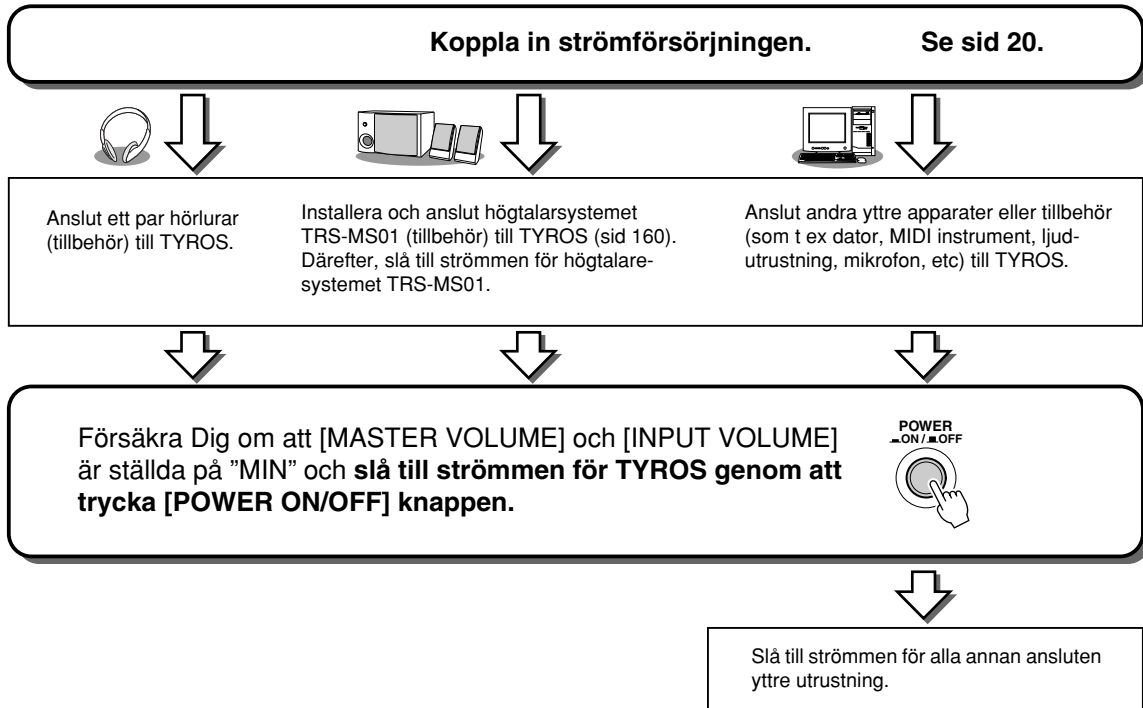 Koppla in strömförsörjningen. Se sid 20.
Anslut ett par hörlurar
(tillbehör) till TYROS.
Installera och anslut högtalarsystemet
TRS-MS01 (tillbehör) till TYROS (sid 160).
Därefter, slå till strömmen för högtalare-
systemet TRS-MS01.
Anslut andra yttre apparater eller tillbehör
(som t ex dator, MIDI instrument, ljud-
utrustning, mikrofon, etc) till TYROS.
Försäkra Dig om att [MASTER VOLUME] och [INPUT VOLUME]
är ställda på ”MIN” och slå till strömmen för TYROS genom att
trycka [POWER ON/OFF] knappen.
POWER
ON / OFF
Slå till strömmen för alla annan ansluten
yttre utrustning.